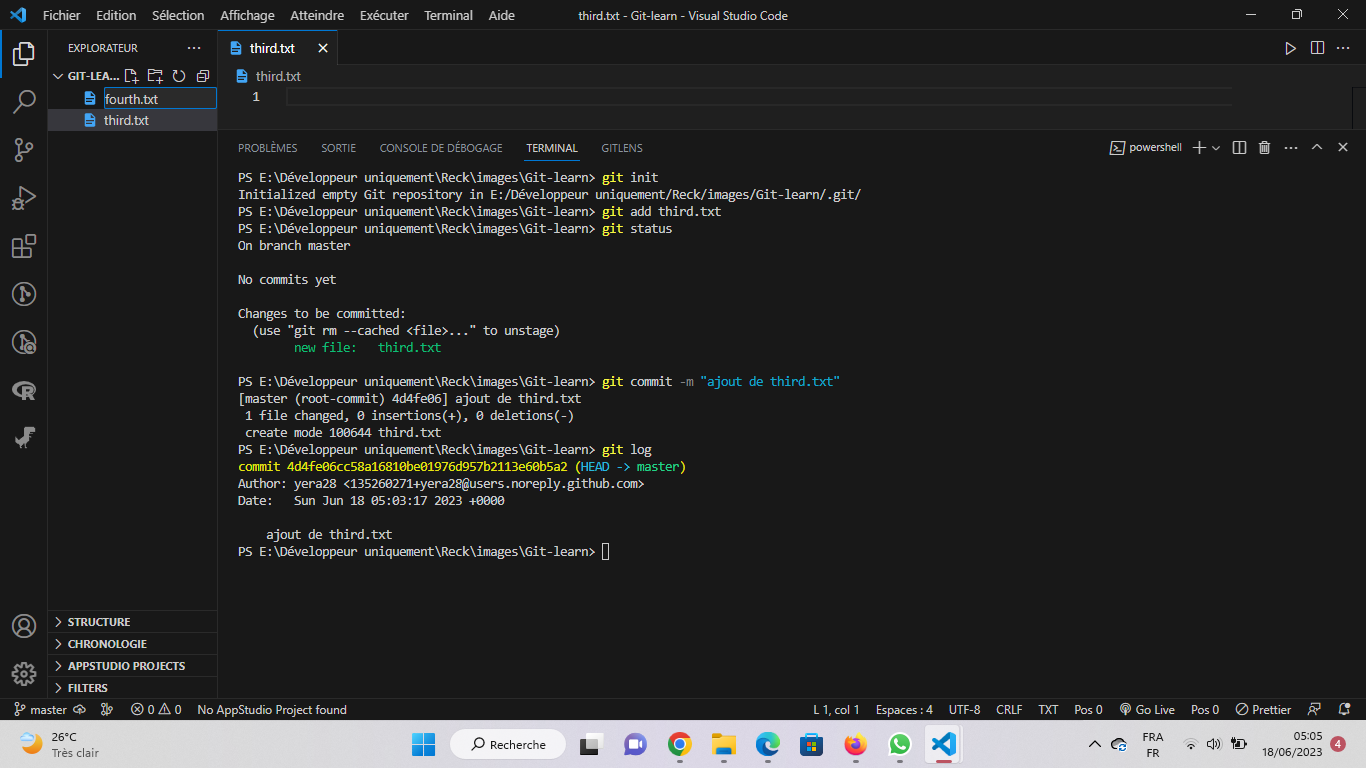 Fichier Edition Sélection Affichage Atteindre Exécuter Terminal Aide third.txt - Git-learn - Visual Studio Code
EXPLORATEUR
third.txt
GIT-LEA...
third.txt
fourth.txt
1
third.txt
PROBLÈMES SORTIE CONSOLE DE DÉBOGAGE TERMINAL GITLENS powershell
PS E:\Développeur uniquement\Reck\images\Git-learn> git init
Initialized empty Git repository in E:/Développeur uniquement/Reck/images/Git-learn/.git/
PS E:\Développeur uniquement\Reck\images\Git-learn> git add third.txt
PS E:\Développeur uniquement\Reck\images\Git-learn> git status
On branch master
No commits yet
Changes to be committed:
(use "git rm --cached <file>..." to unstage)
new file: third.txt
PS E:\Développeur uniquement\Reck\images\Git-learn> git commit -m "ajout de third.txt"
[master (root-commit) 4d4fe06] ajout de third.txt
1 file changed, 0 insertions(+), 0 deletions(-)
create mode 100644 third.txt
PS E:\Développeur uniquement\Reck\images\Git-learn> git log
commit 4d4fe06cc58a16810be01976d957b2113e60b5a2 (HEAD -> master)
Author: yera28 <135260271+yera28@users.noreply.github.com>
Date: Sun Jun 18 05:03:17 2023 +0000
ajout de third.txt
PS E:\Développeur uniquement\Reck\images\Git-learn>
STRUCTURE
CHRONOLOGIE
APPSTUDIO PROJECTS
FILTERS
master 0 0 No AppStudio Project found L 1, col 1 Espaces : 4 UTF-8 CRLF TXT Pos 0 Go Live Pos 0 Prettier
26°C
Très clair
Recherche
FRA
FR
05:05
18/06/2023
4